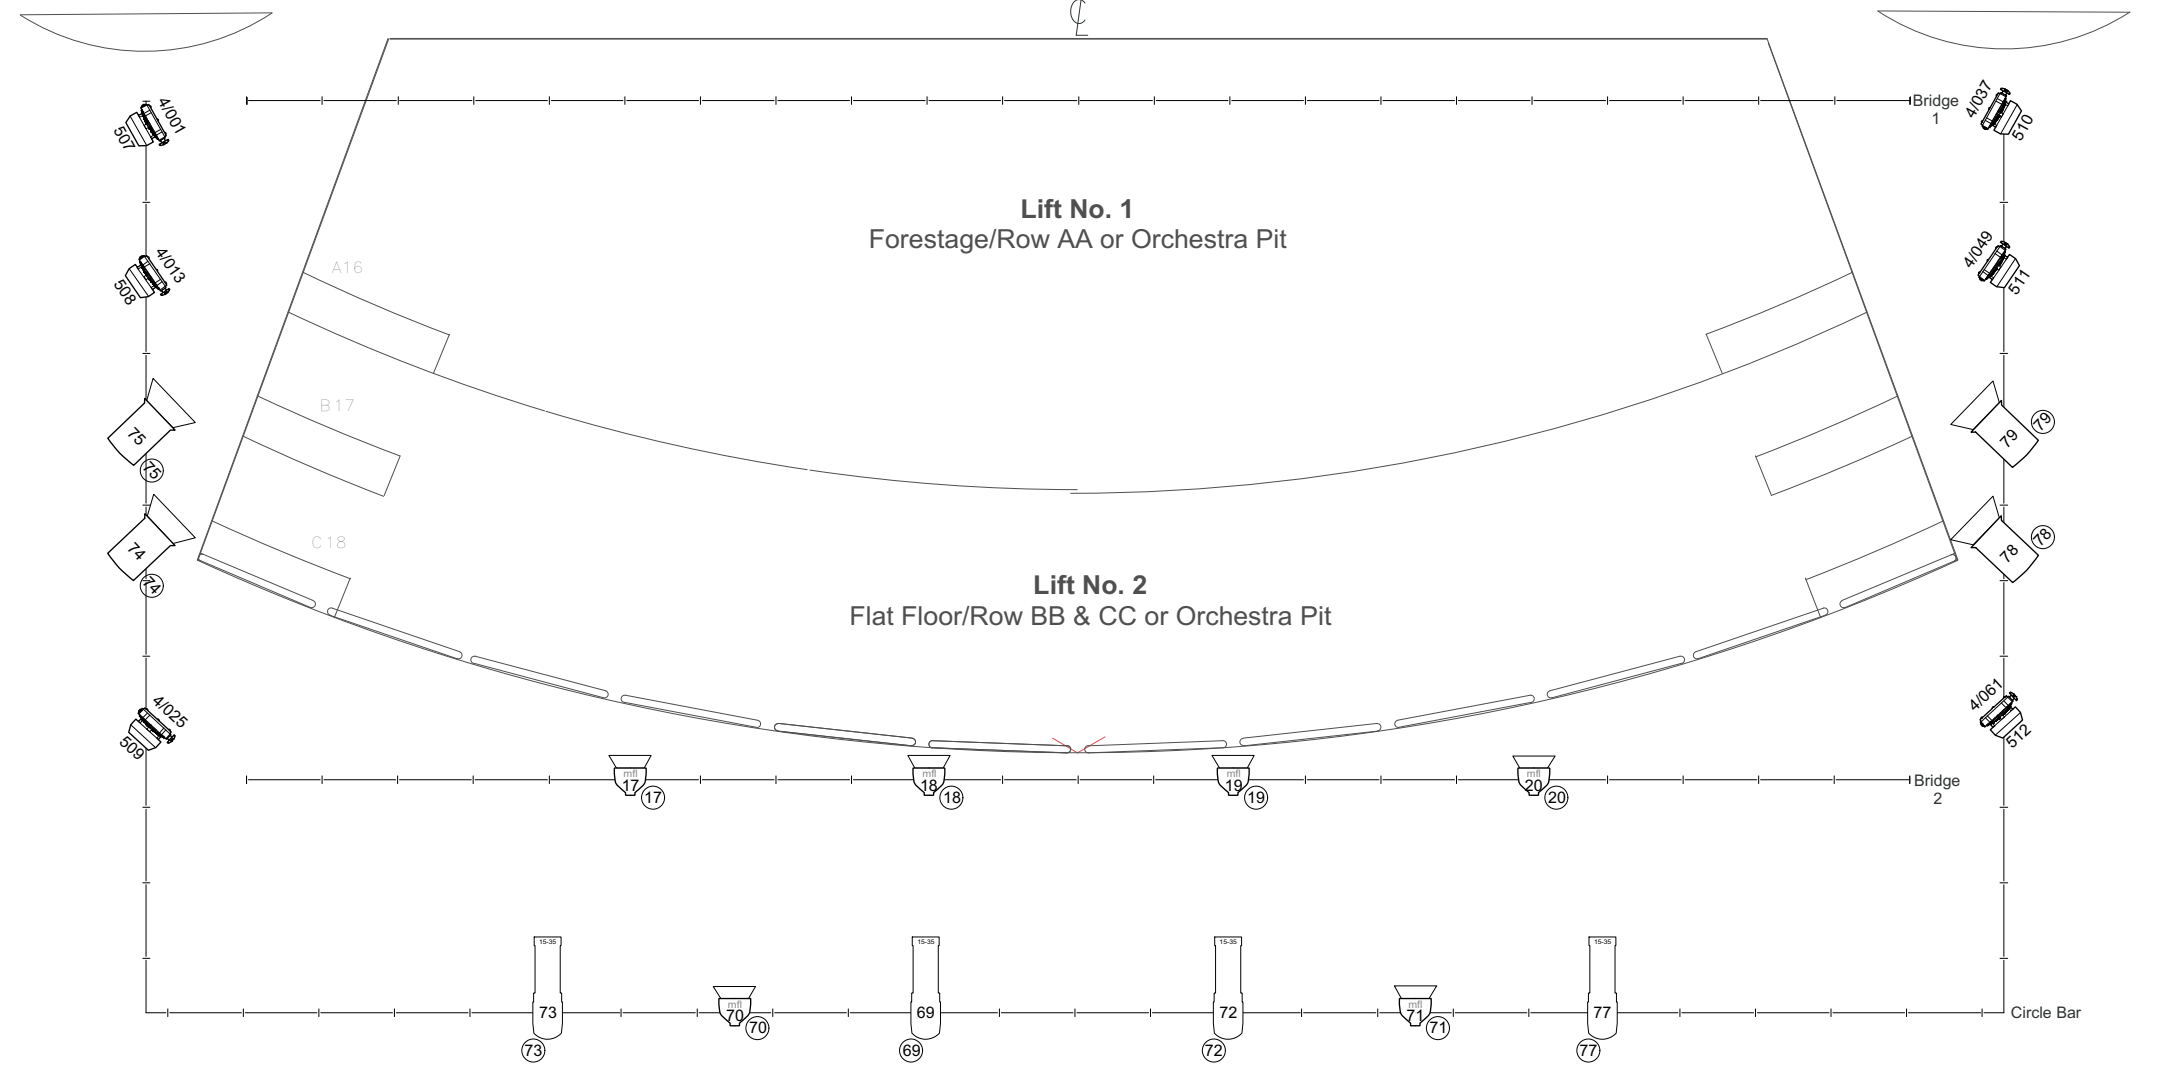 ℄
4/001
507
Bridge
1
4/037
510
Lift No. 1
Forestage/Row AA or Orchestra Pit
4/013
508
A16
4/049
511
B17
75
75
79
79
C18
74
74
78
78
Lift No. 2
Flat Floor/Row BB & CC or Orchestra Pit
4/025
509
4/061
512
mfl
17
17
mfl
18
18
mfl
19
19
mfl
20
20
Bridge
2
15-35
73
73
mfl
70
70
15-35
69
69
15-35
72
72
mfl
71
71
15-35
77
77
Circle Bar